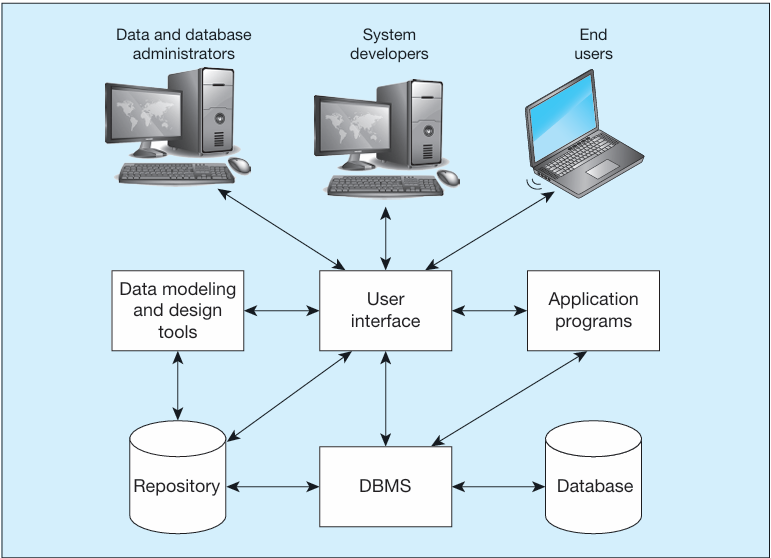 Data and database
administrators
System
developers
End
users
Data modeling
and design
tools
User
interface
Application
programs
Repository
DBMS
Database